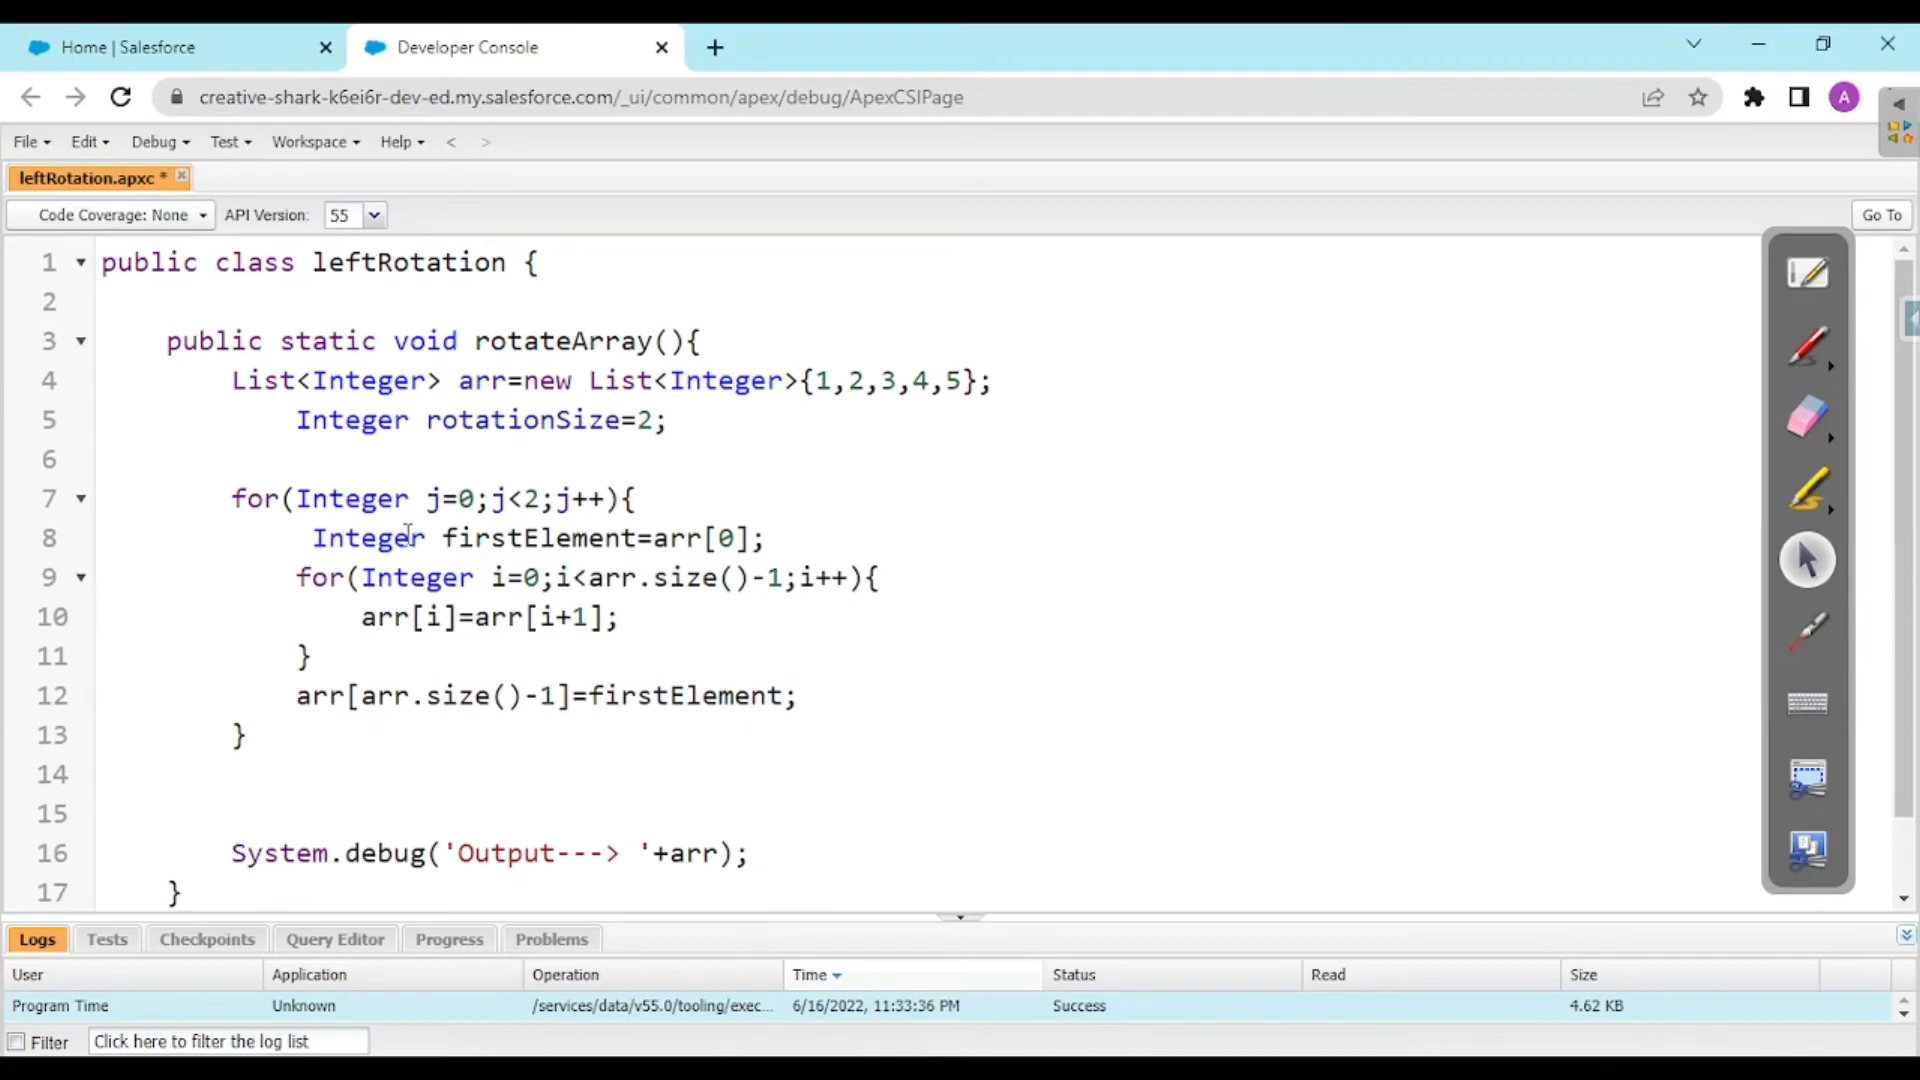 Home | Salesforce
Developer Console
creative-shark-k6ei6r-dev-ed.my.salesforce.com/_ui/common/apex/debug/ApexCSIPage
A
File Edit Debug Test Workspace Help < >
leftRotation.apxc *
Code Coverage: None API Version: 55 Go To
1 public class leftRotation {
2
3 public static void rotateArray(){
4 List<Integer> arr=new List<Integer>{1,2,3,4,5};
5 Integer rotationSize=2;
6
7 for(Integer j=0;j<2;j++){
8 Integer firstElement=arr[0];
9 for(Integer i=0;i<arr.size()-1;i++){
10 arr[i]=arr[i+1];
11 }
12 arr[arr.size()-1]=firstElement;
13 }
14
15
16 System.debug('Output---> '+arr);
17 }
Logs Tests Checkpoints Query Editor Progress Problems
User Application Operation Time Status Read Size
Program Time Unknown /services/data/v55.0/tooling/exec... 6/16/2022, 11:33:36 PM Success 4.62 KB
Filter Click here to filter the log list